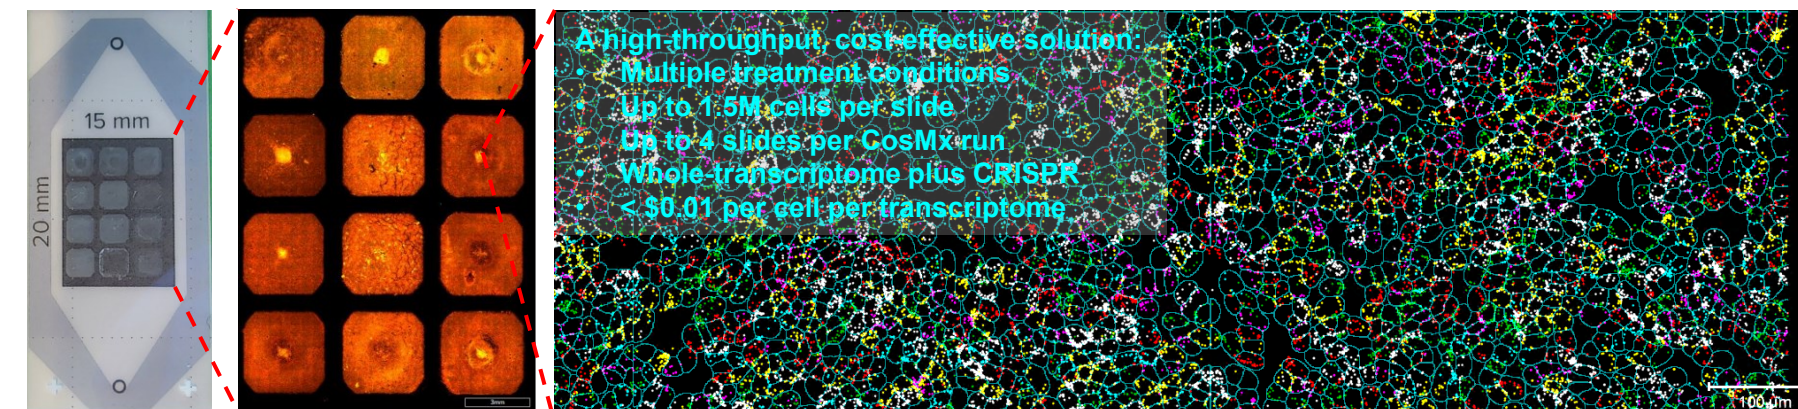 15 mm
20 mm
3mm
A high-throughput, cost-effective solution:
• Multiple treatment conditions
• Up to 1.5M cells per slide
• Up to 4 slides per CosMx run
• Whole-transcriptome plus CRISPR
• < $0.01 per cell per transcriptome
100 µm